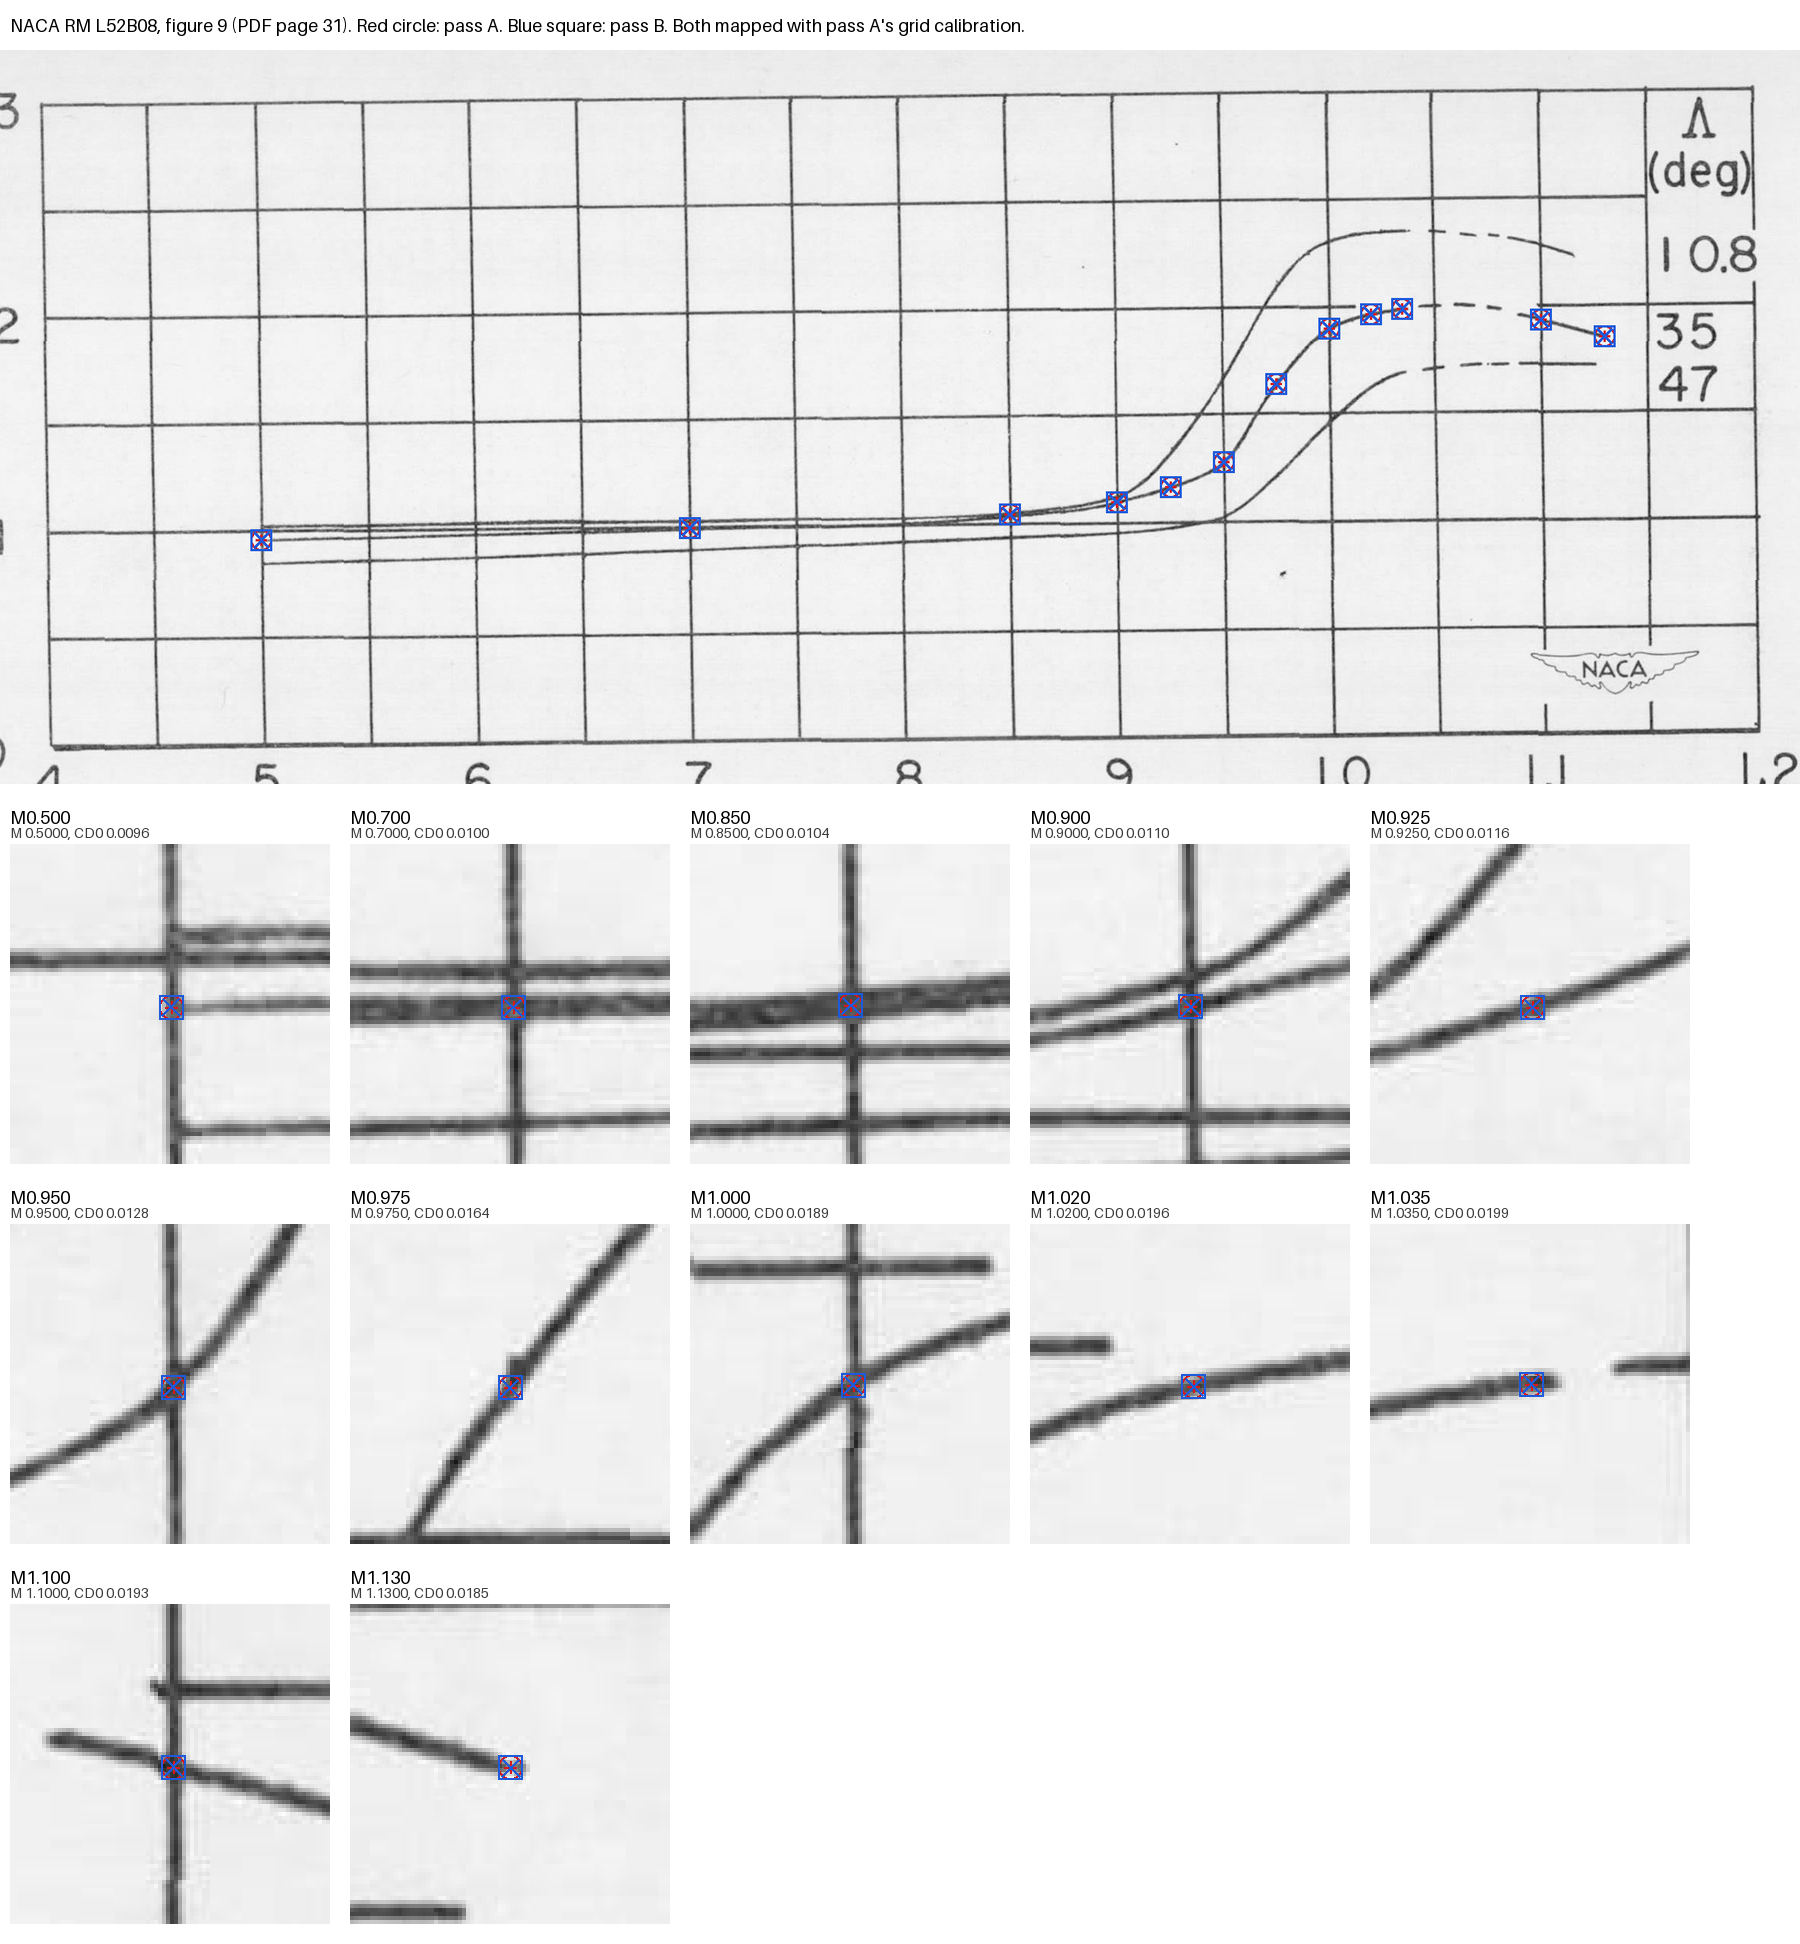 NACA RM L52B08, figure 9 (PDF page 31). Red circle: pass A. Blue square: pass B. Both mapped with pass A's grid calibration.
3
Λ
(deg)
10.8
2
35
47
NACA
.4 .5 .6 .7 .8 .9 1.0 1.1 1.2
M0.500 M0.700 M0.850 M0.900 M0.925
M 0.5000, CD0 0.0096 M 0.7000, CD0 0.0100 M 0.8500, CD0 0.0104 M 0.9000, CD0 0.0110 M 0.9250, CD0 0.0116
M0.950 M0.975 M1.000 M1.020 M1.035
M 0.9500, CD0 0.0128 M 0.9750, CD0 0.0164 M 1.0000, CD0 0.0189 M 1.0200, CD0 0.0196 M 1.0350, CD0 0.0199
M1.100 M1.130
M 1.1000, CD0 0.0193 M 1.1300, CD0 0.0185